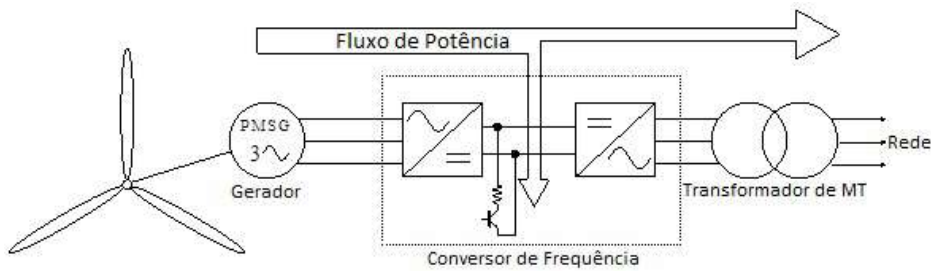 Fluxo de Potência
PMSG
3
Gerador
Rede
Transformador de MT
Conversor de Frequência